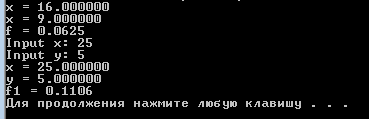 x = 16.000000
x = 9.000000
f = 0.0625
Input x: 25
Input y: 5
x = 25.000000
y = 5.000000
f1 = 0.1106
Для продолжения нажмите любую клавишу . . .